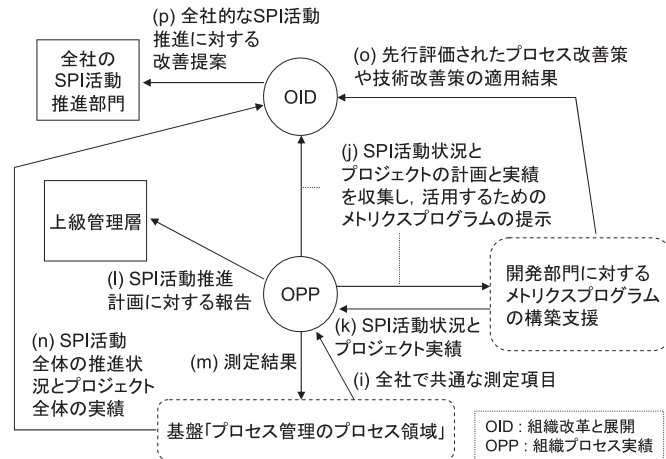 (p) 全社的なSPI活動
推進に対する
改善提案
全社の
SPI活動
推進部門
OID
(o) 先行評価されたプロセス改善策
や技術改善策の適用結果
(j) SPI活動状況と
プロジェクトの計画と実績
を収集し，活用するための
メトリクスプログラムの提示
上級管理層
(l) SPI活動推進
計画に対する報告
OPP
開発部門に対する
メトリクスプログラム
の構築支援
(k) SPI活動状況と
プロジェクト実績
(n) SPI活動
全体の推進状
況とプロジェクト
全体の実績
(m) 測定結果
(i) 全社で共通な測定項目
基盤「プロセス管理のプロセス領域」
OID : 組織改革と展開
OPP : 組織プロセス実績